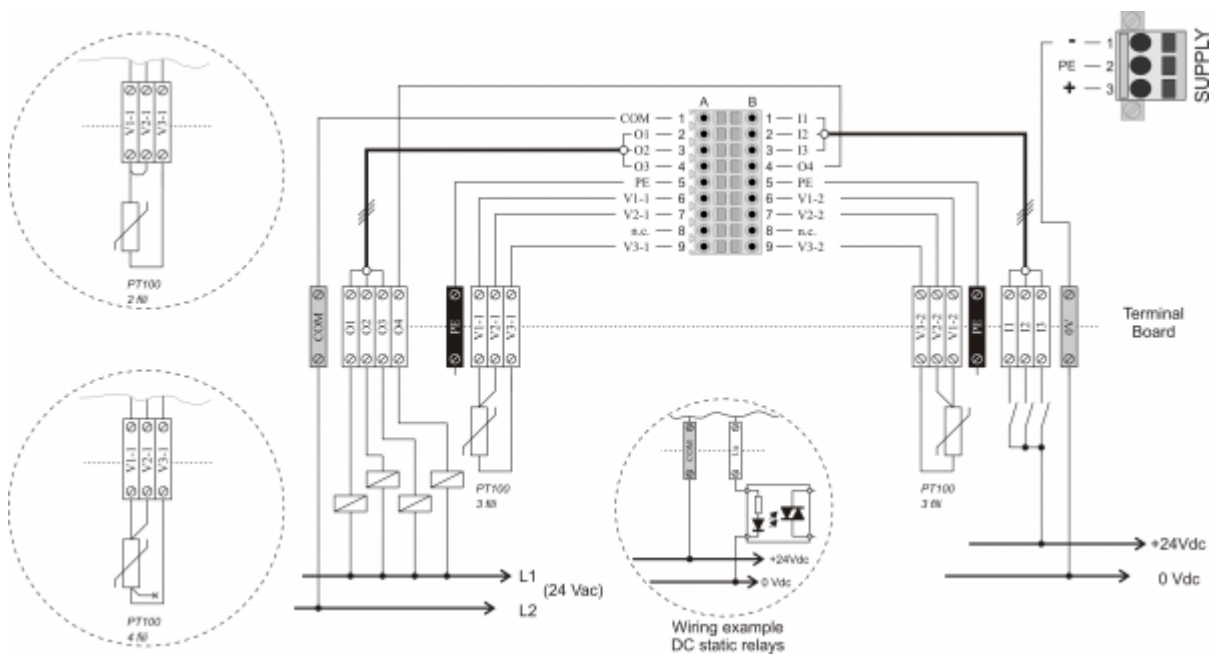 V1-1 V2-1 V3-1
PT100
2 fili
V1-1 V2-1 V3-1
PT100
4 fili
A B
COM 1 1 I1
O1 2 2 I2
O2 3 3 I3
O3 4 4 O4
PE 5 5 PE
V1-1 6 6 V1-2
V2-1 7 7 V2-2
n.c. 8 8 n.c.
V3-1 9 9 V3-2
- 1
PE 2
+ 3
SUPPLY
COM O1 O2 O3 O4 PE V1-1 V2-1 V3-1
V3-2 V2-2 V1-2 PE I1 I2 I3 0V
Terminal
Board
PT100
3 fili
PT100
3 fili
L1
(24 Vac)
L2
COM
+24Vdc
0 Vdc
Wiring example
DC static relays
+24Vdc
0 Vdc